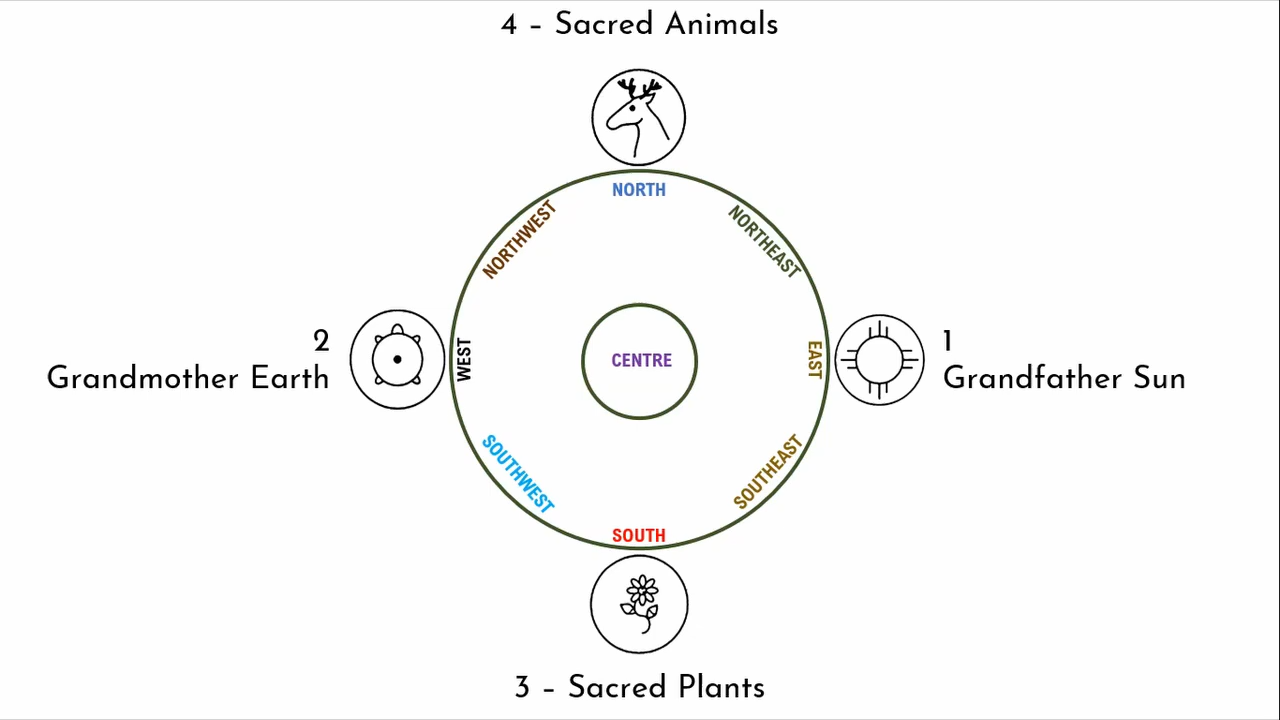 4 – Sacred Animals
NORTH
NORTHWEST
NORTHEAST
2
Grandmother Earth
WEST
CENTRE
EAST
1
Grandfather Sun
SOUTHWEST
SOUTHEAST
SOUTH
3 – Sacred Plants